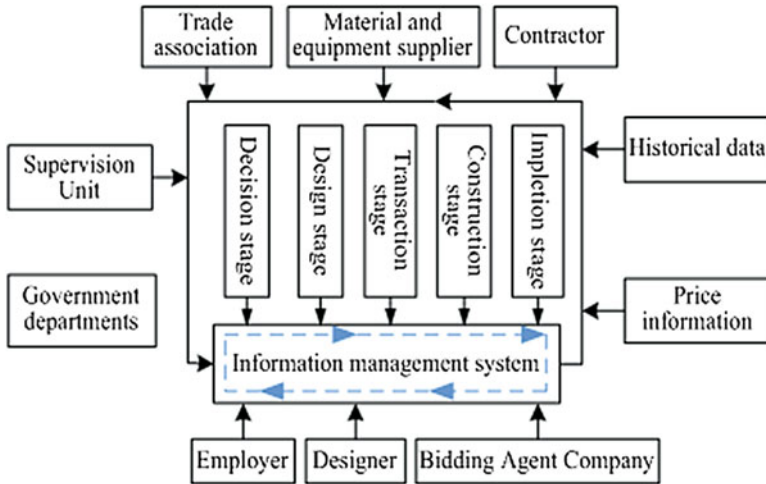 Trade
association
Material and
equipment supplier
Contractor
Supervision
Unit
Historical data
Decision stage
Design stage
Transaction
stage
Construction
stage
Impletion stage
Government
departments
Price
information
Information management system
Employer
Designer
Bidding Agent Company